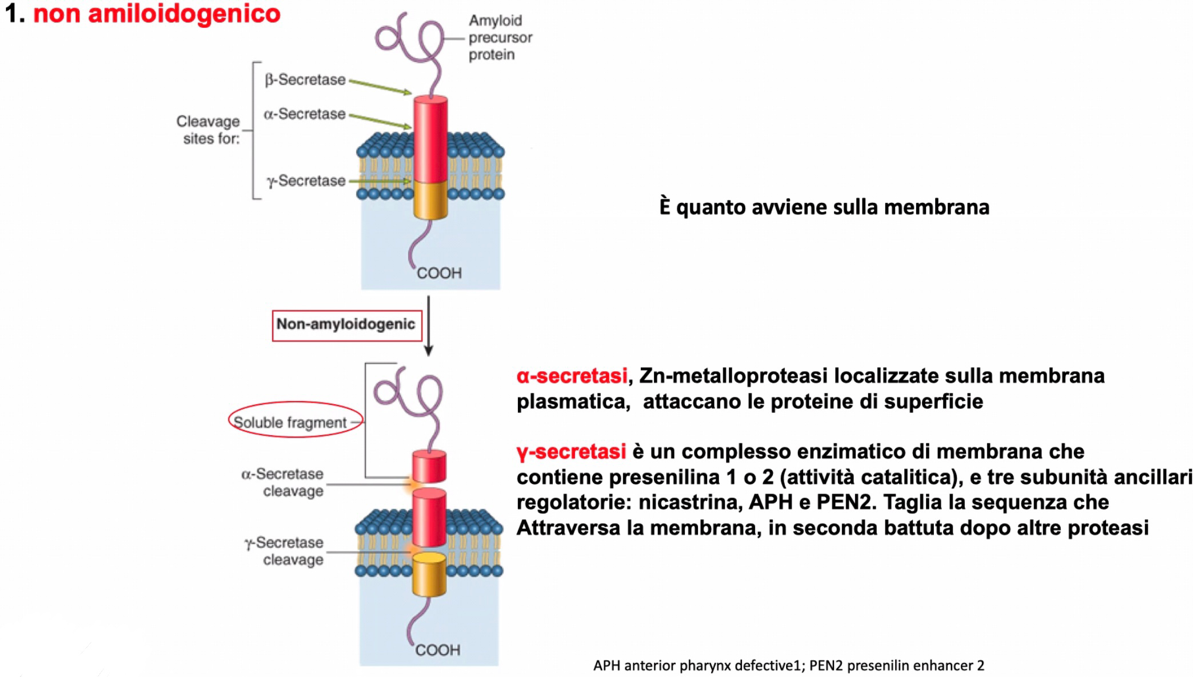 1. non amiloidogenico
Amyloid
precursor
protein
β-Secretase
α-Secretase
Cleavage
sites for:
γ-Secretase
È quanto avviene sulla membrana
COOH
Non-amyloidogenic
α-secretasi, Zn-metalloproteasi localizzate sulla membrana
plasmatica, attaccano le proteine di superficie
Soluble fragment
γ-secretasi è un complesso enzimatico di membrana che
contiene presenilina 1 o 2 (attività catalitica), e tre subunità ancillari
regolatorie: nicastrina, APH e PEN2. Taglia la sequenza che
Attraversa la membrana, in seconda battuta dopo altre proteasi
α-Secretase
cleavage
γ-Secretase
cleavage
COOH
APH anterior pharynx defective1; PEN2 presenilin enhancer 2